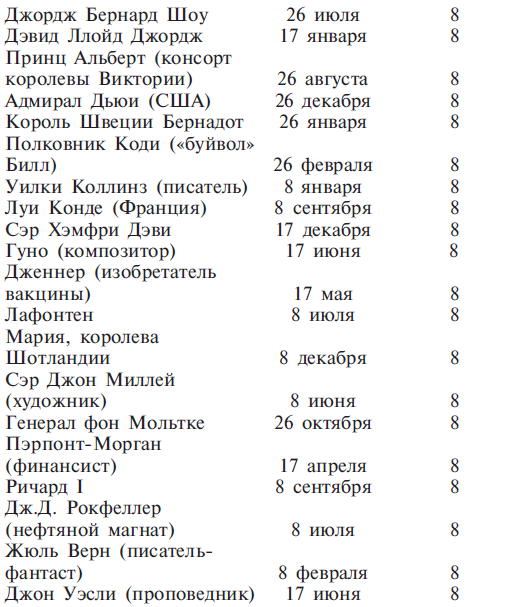 Джордж Бернард Шоу 26 июля 8
Дэвид Ллойд Джордж 17 января 8
Принц Альберт (консорт
королевы Виктории) 26 августа 8
Адмирал Дьюи (США) 26 декабря 8
Король Швеции Бернадот 26 января 8
Полковник Коди («буйвол»
Билл) 26 февраля 8
Уилки Коллинз (писатель) 8 января 8
Луи Конде (Франция) 8 сентября 8
Сэр Хэмфри Дэви 17 декабря 8
Гуно (композитор) 17 июня 8
Дженнер (изобретатель
вакцины) 17 мая 8
Лафонтен 8 июля 8
Мария, королева
Шотландии 8 декабря 8
Сэр Джон Миллей
(художник) 8 июня 8
Генерал фон Мольтке 26 октября 8
Пэрпонт-Морган
(финансист) 17 апреля 8
Ричард I 8 сентября 8
Дж.Д. Рокфеллер
(нефтяной магнат) 8 июля 8
Жюль Верн (писатель-
фантаст) 8 февраля 8
Джон Уэсли (проповедник) 17 июня 8